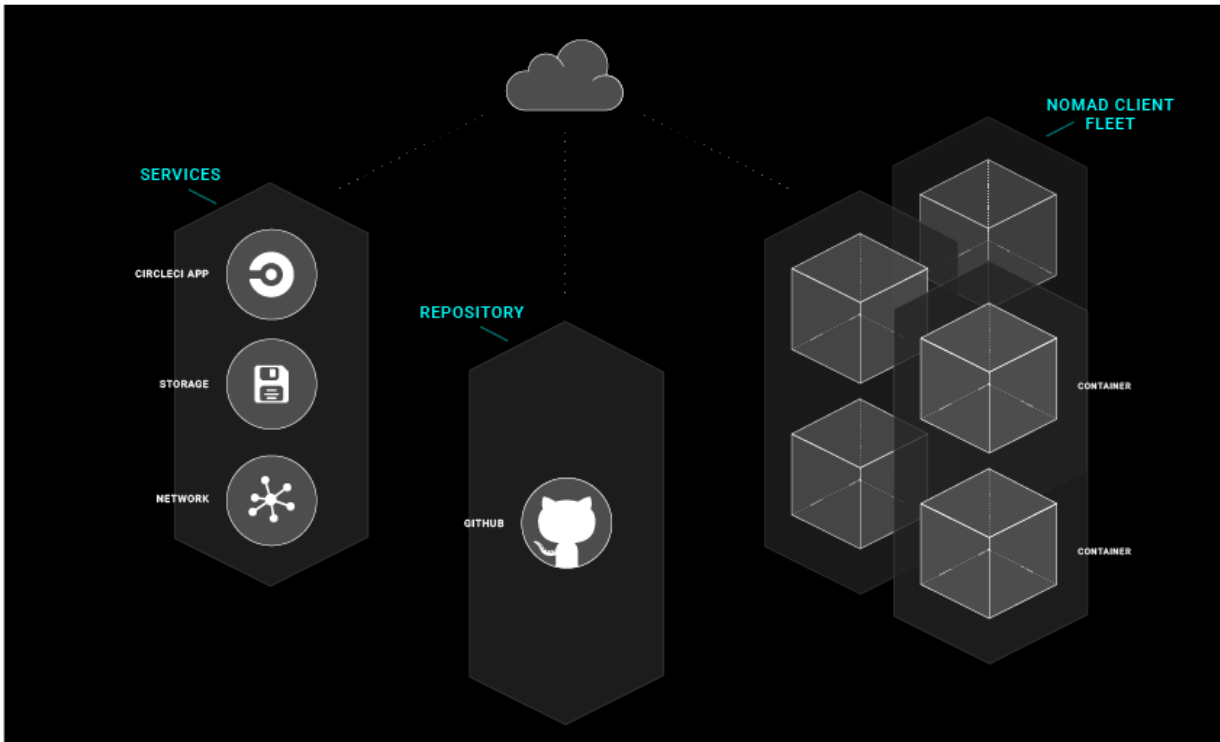 NOMAD CLIENT
FLEET
SERVICES
CIRCLECI APP
STORAGE
NETWORK
REPOSITORY
GITHUB
CONTAINER
CONTAINER